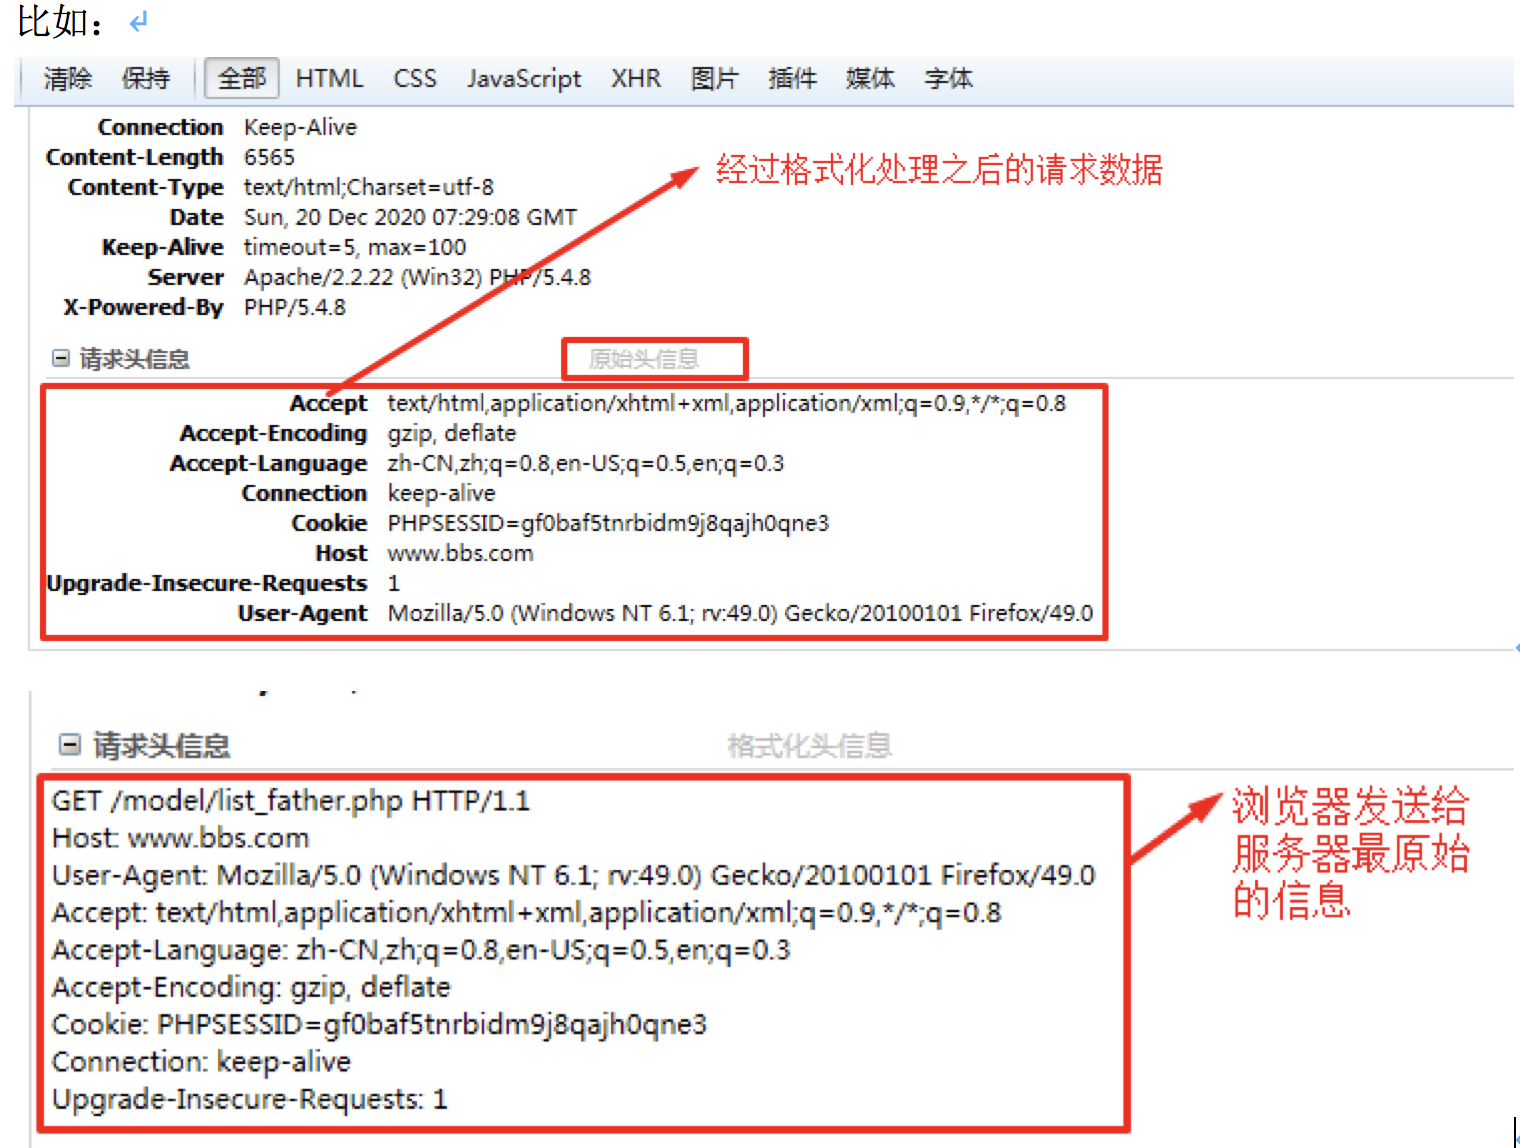 比如：
清除 保持 全部 HTML CSS JavaScript XHR 图片 插件 媒体 字体
Connection Keep-Alive
Content-Length 6565
Content-Type text/html;Charset=utf-8
Date Sun, 20 Dec 2020 07:29:08 GMT
Keep-Alive timeout=5, max=100
Server Apache/2.2.22 (Win32) PHP/5.4.8
X-Powered-By PHP/5.4.8
经过格式化处理之后的请求数据
请求头信息 原始头信息
Accept text/html,application/xhtml+xml,application/xml;q=0.9,*/*;q=0.8
Accept-Encoding gzip, deflate
Accept-Language zh-CN,zh;q=0.8,en-US;q=0.5,en;q=0.3
Connection keep-alive
Cookie PHPSESSID=gf0baf5tnrbidm9j8qajh0qne3
Host www.bbs.com
Upgrade-Insecure-Requests 1
User-Agent Mozilla/5.0 (Windows NT 6.1; rv:49.0) Gecko/20100101 Firefox/49.0
请求头信息 格式化头信息
GET /model/list_father.php HTTP/1.1
Host: www.bbs.com
User-Agent: Mozilla/5.0 (Windows NT 6.1; rv:49.0) Gecko/20100101 Firefox/49.0
Accept: text/html,application/xhtml+xml,application/xml;q=0.9,*/*;q=0.8
Accept-Language: zh-CN,zh;q=0.8,en-US;q=0.5,en;q=0.3
Accept-Encoding: gzip, deflate
Cookie: PHPSESSID=gf0baf5tnrbidm9j8qajh0qne3
Connection: keep-alive
Upgrade-Insecure-Requests: 1
浏览器发送给
服务器最原始
的信息